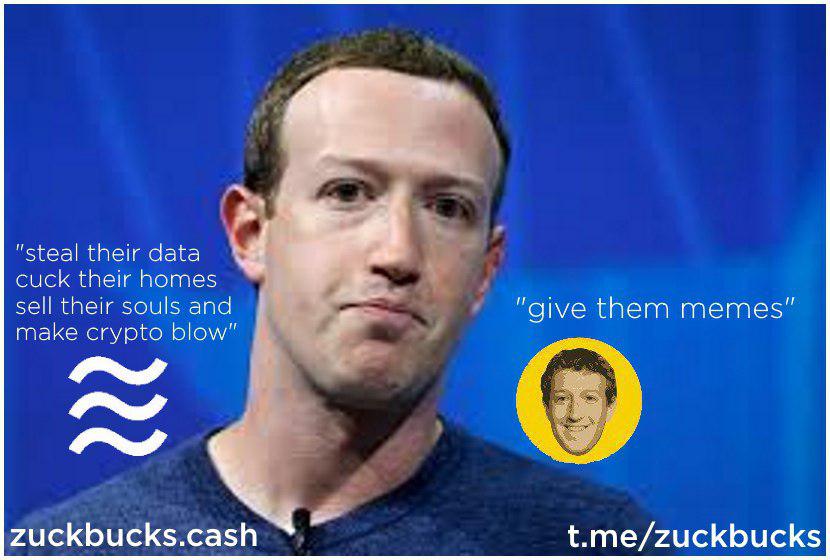 "steal their data
cuck their homes
sell their souls and
make crypto blow"
"give them memes"
zuckbucks.cash
t.me/zuckbucks